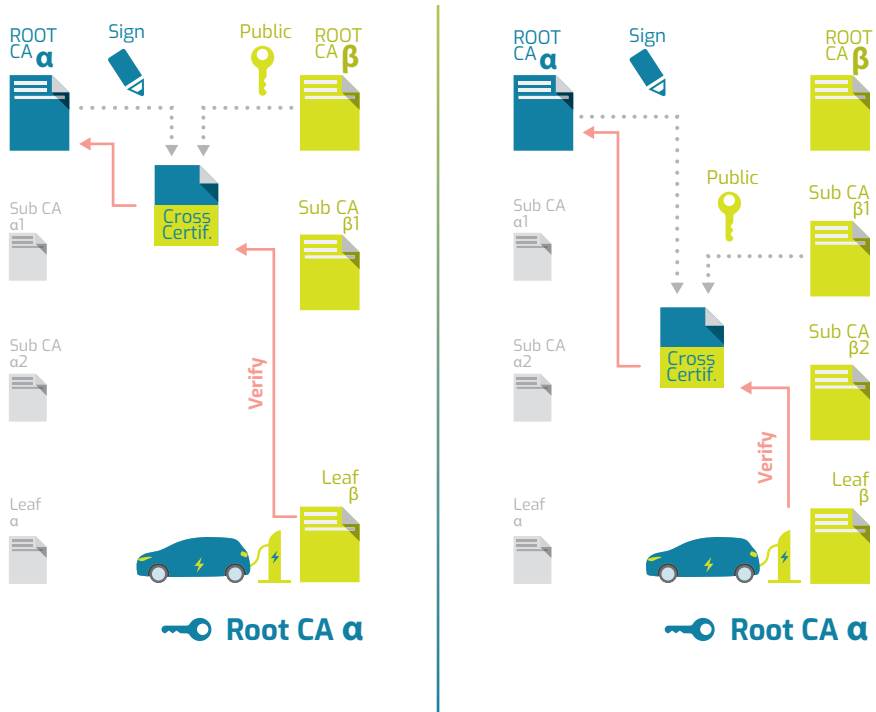 ROOT
CA α
Sign
Public
ROOT
CA β
Cross
Certif.
Sub CA
α1
Sub CA
β1
Sub CA
α2
Verify
Leaf
α
Leaf
β
Root CA α
ROOT
CA α
Sign
ROOT
CA β
Public
Sub CA
α1
Sub CA
β1
Sub CA
α2
Cross
Certif.
Sub CA
β2
Verify
Leaf
α
Leaf
β
Root CA α